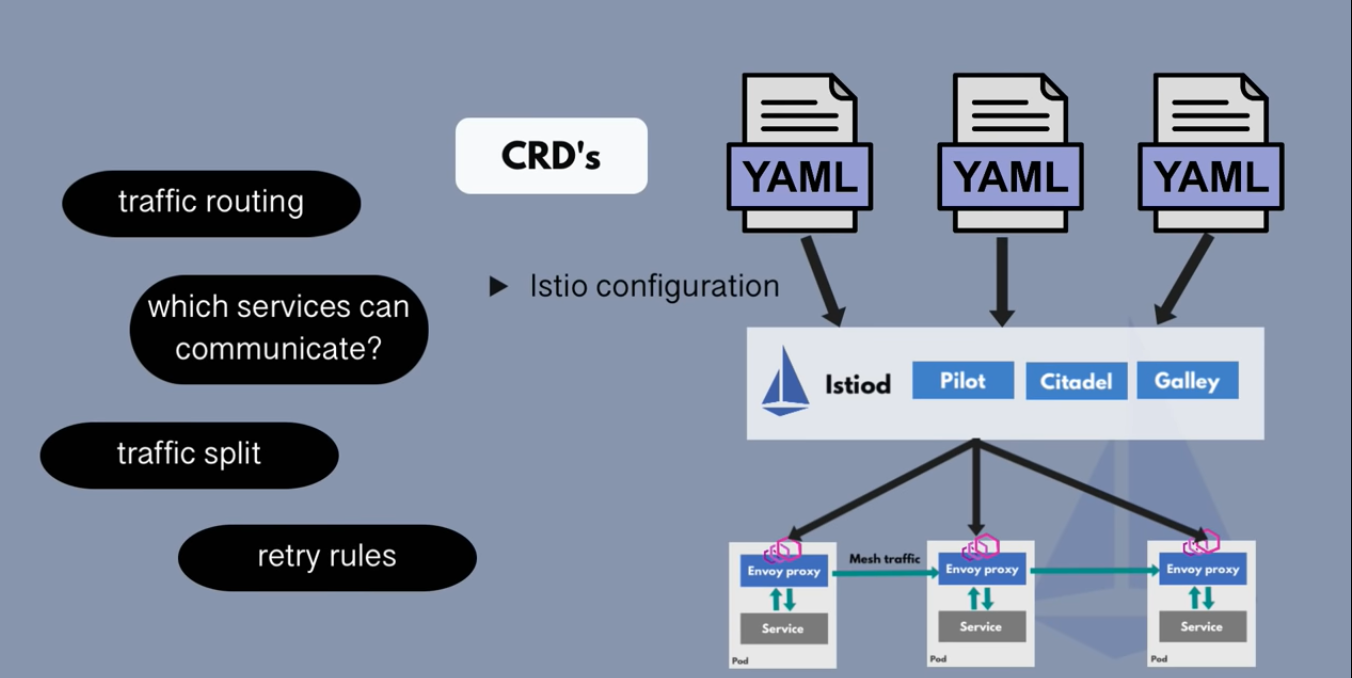 CRD's
YAML YAML YAML
traffic routing
which services can
communicate?
Istio configuration
Istiod Pilot Citadel Galley
traffic split
retry rules
Envoy proxy Mesh traffic Envoy proxy Envoy proxy
Service Service Service
Pod Pod Pod